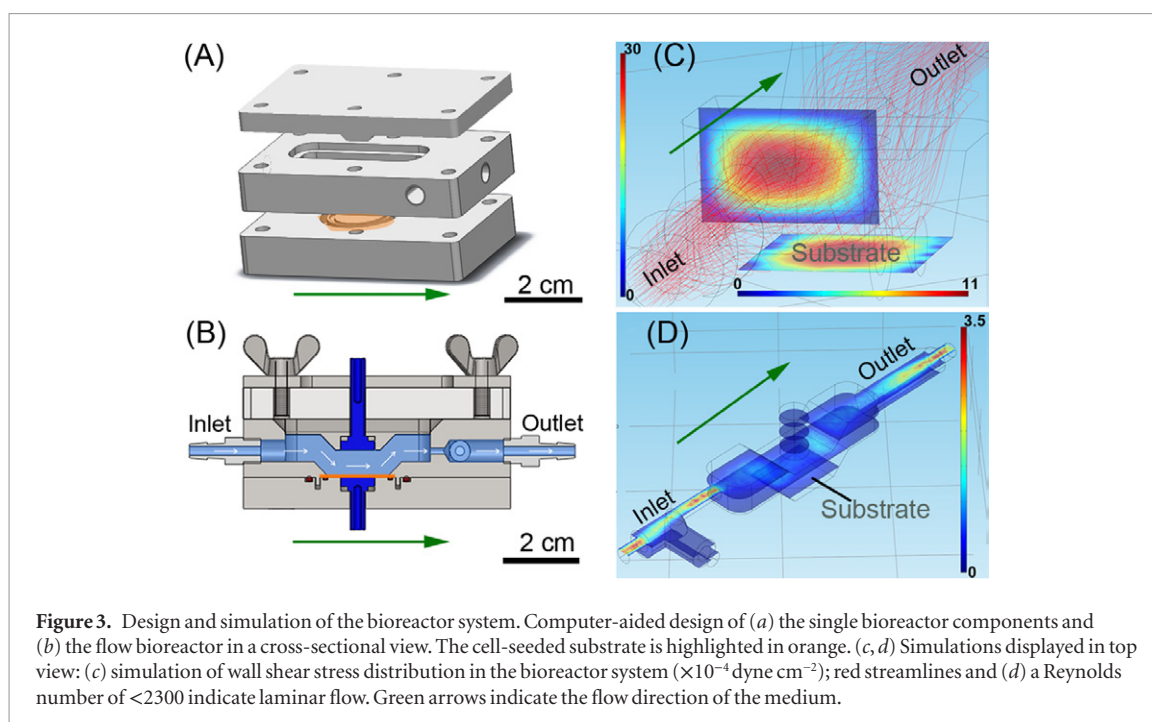 (A)
2 cm
(B)
Inlet
Outlet
2 cm
30
0
(C)
Outlet
Inlet
Substrate
0
11
(D)
3.5
0
Outlet
Inlet
Substrate
Figure 3. Design and simulation of the bioreactor system. Computer-aided design of (a) the single bioreactor components and
(b) the flow bioreactor in a cross-sectional view. The cell-seeded substrate is highlighted in orange. (c, d) Simulations displayed in top
view: (c) simulation of wall shear stress distribution in the bioreactor system (×10⁻⁴ dyne cm⁻²); red streamlines and (d) a Reynolds
number of <2300 indicate laminar flow. Green arrows indicate the flow direction of the medium.